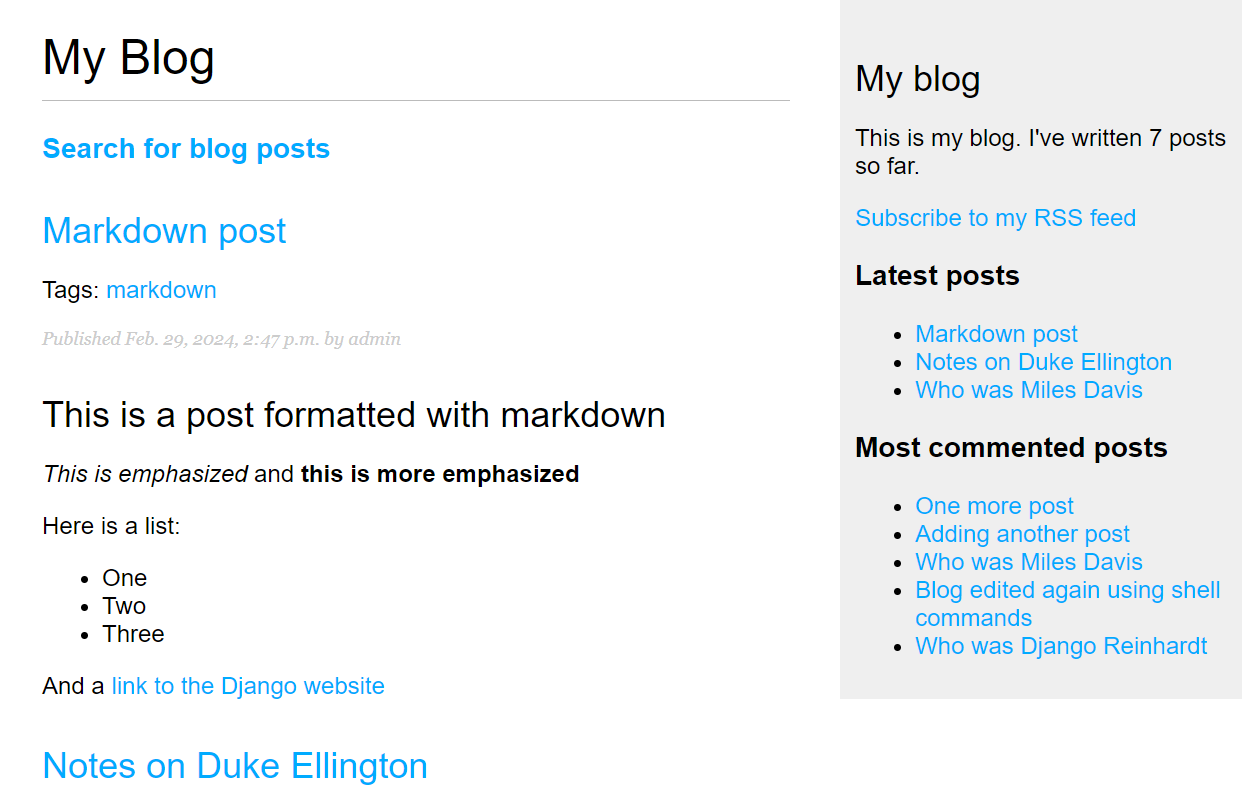 My Blog
Search for blog posts
Markdown post
Tags: markdown
Published Feb. 29, 2024, 2:47 p.m. by admin
This is a post formatted with markdown
This is emphasized and this is more emphasized
Here is a list:
One
Two
Three
And a link to the Django website
Notes on Duke Ellington
My blog
This is my blog. I've written 7 posts
so far.
Subscribe to my RSS feed
Latest posts
Markdown post
Notes on Duke Ellington
Who was Miles Davis
Most commented posts
One more post
Adding another post
Who was Miles Davis
Blog edited again using shell
commands
Who was Django Reinhardt